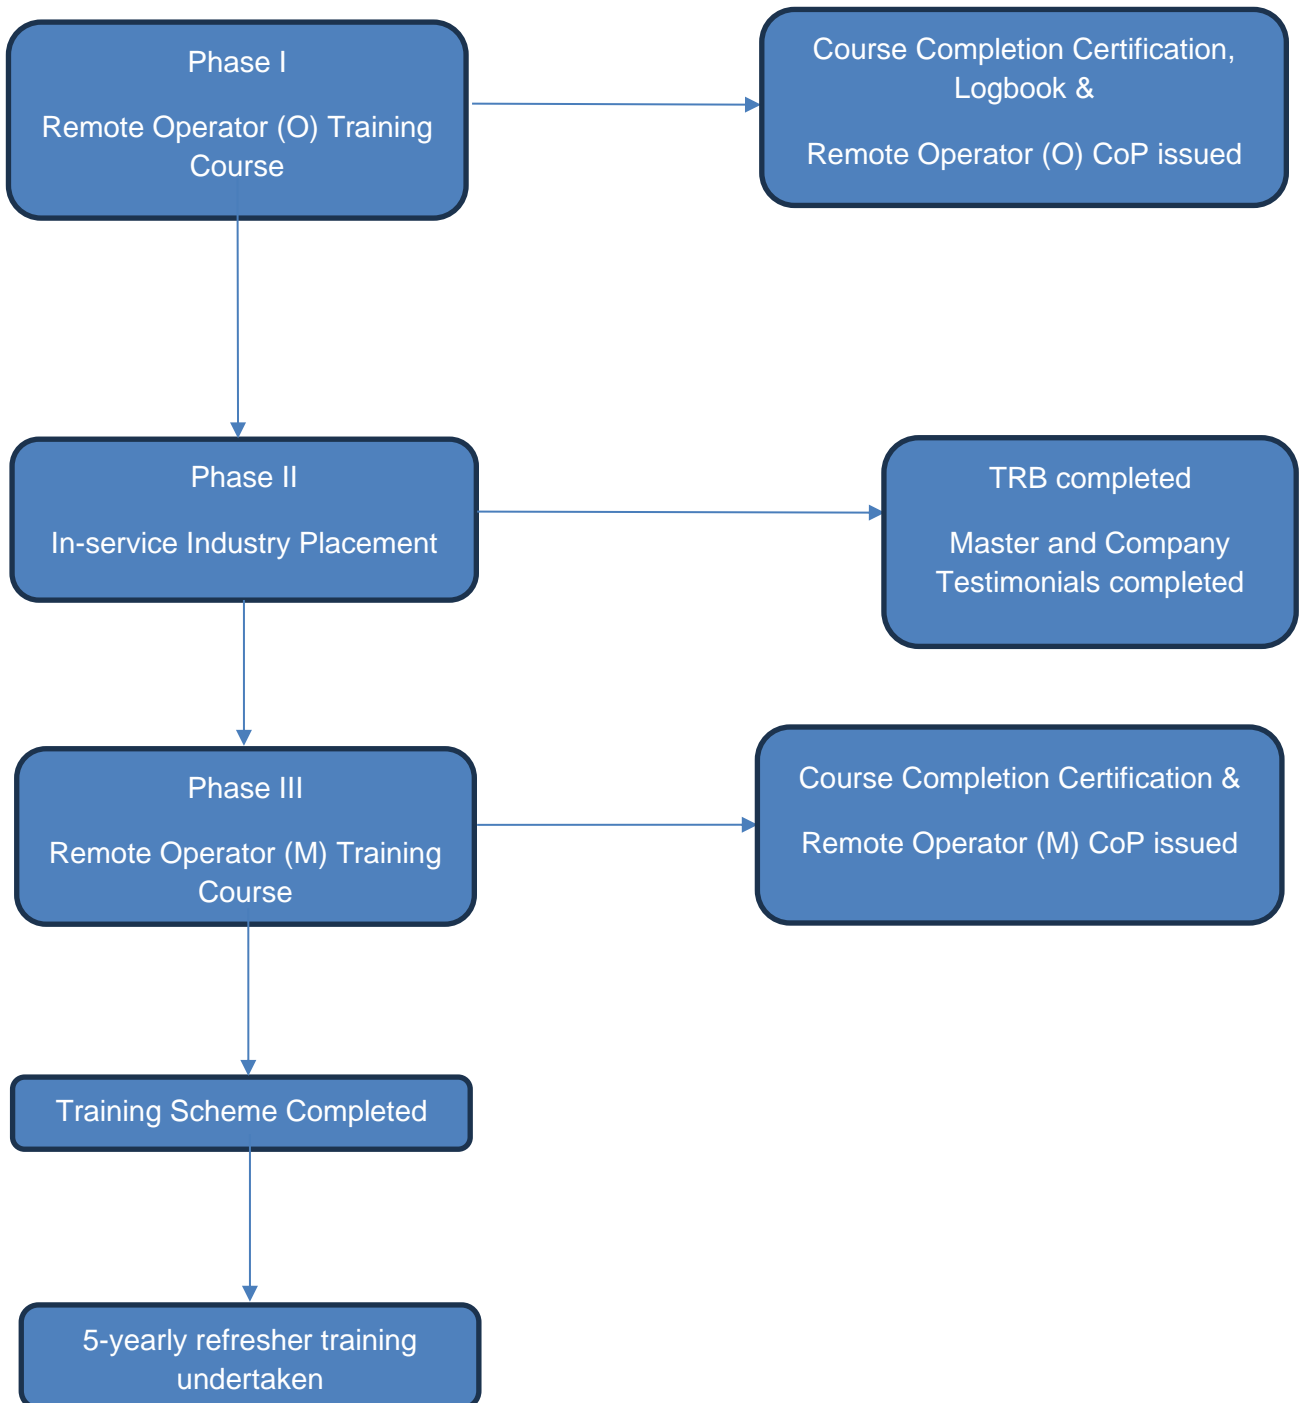 Phase I
Remote Operator (O) Training
Course
Course Completion Certification,
Logbook &
Remote Operator (O) CoP issued
Phase II
In-service Industry Placement
TRB completed
Master and Company
Testimonials completed
Phase III
Remote Operator (M) Training
Course
Course Completion Certification &
Remote Operator (M) CoP issued
Training Scheme Completed
5-yearly refresher training
undertaken